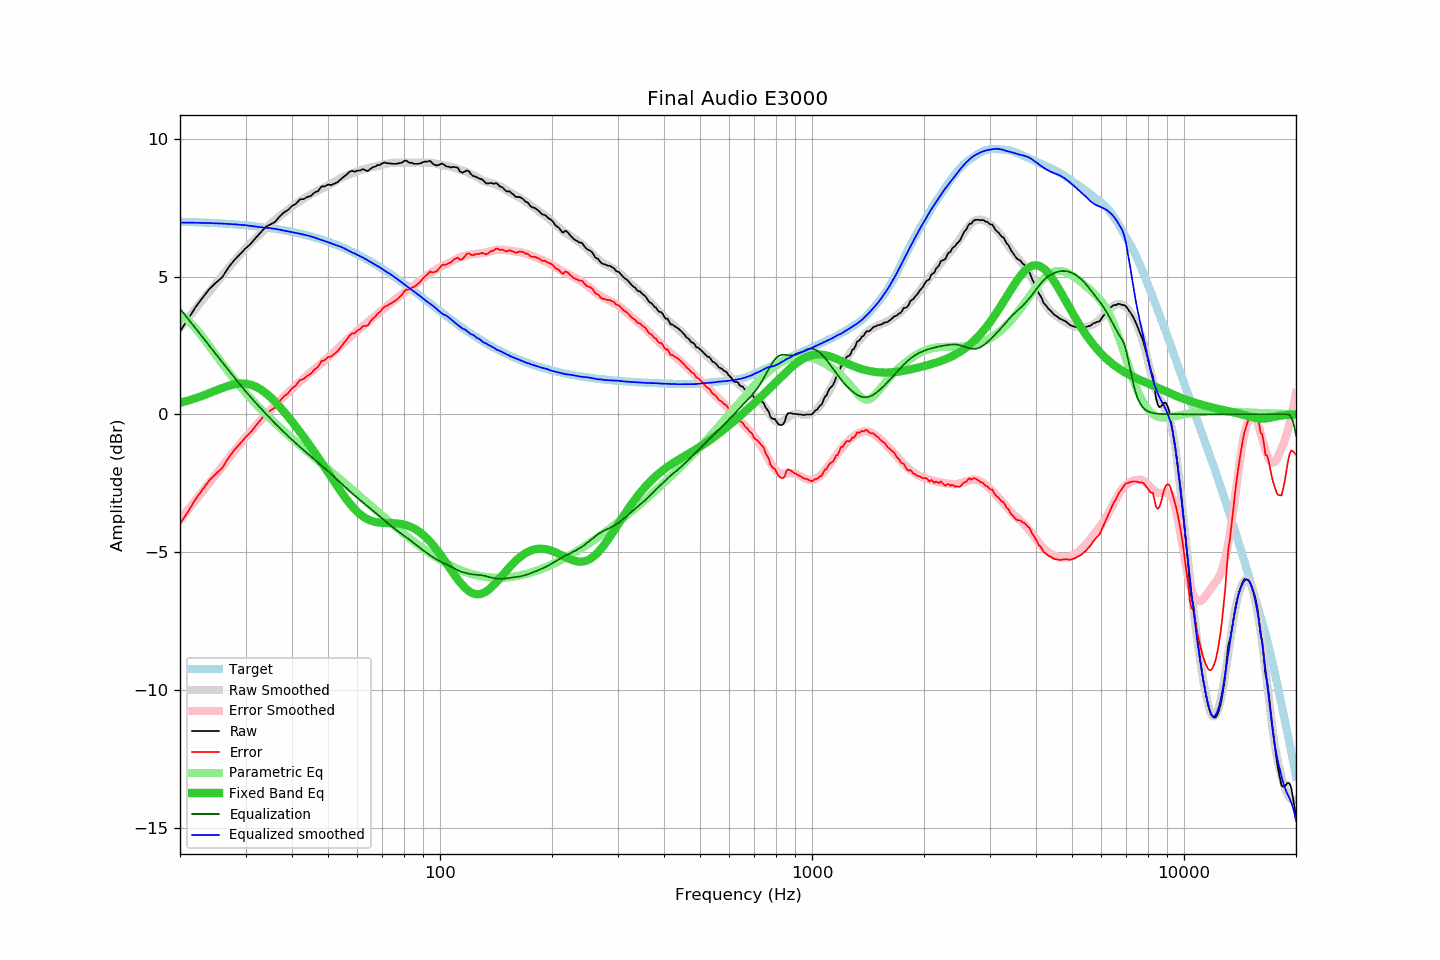 Final Audio E3000
10
5
0
−5
−10
−15
Amplitude (dBr)
Target
Raw Smoothed
Error Smoothed
Raw
Error
Parametric Eq
Fixed Band Eq
Equalization
Equalized smoothed
100
1000
10000
Frequency (Hz)